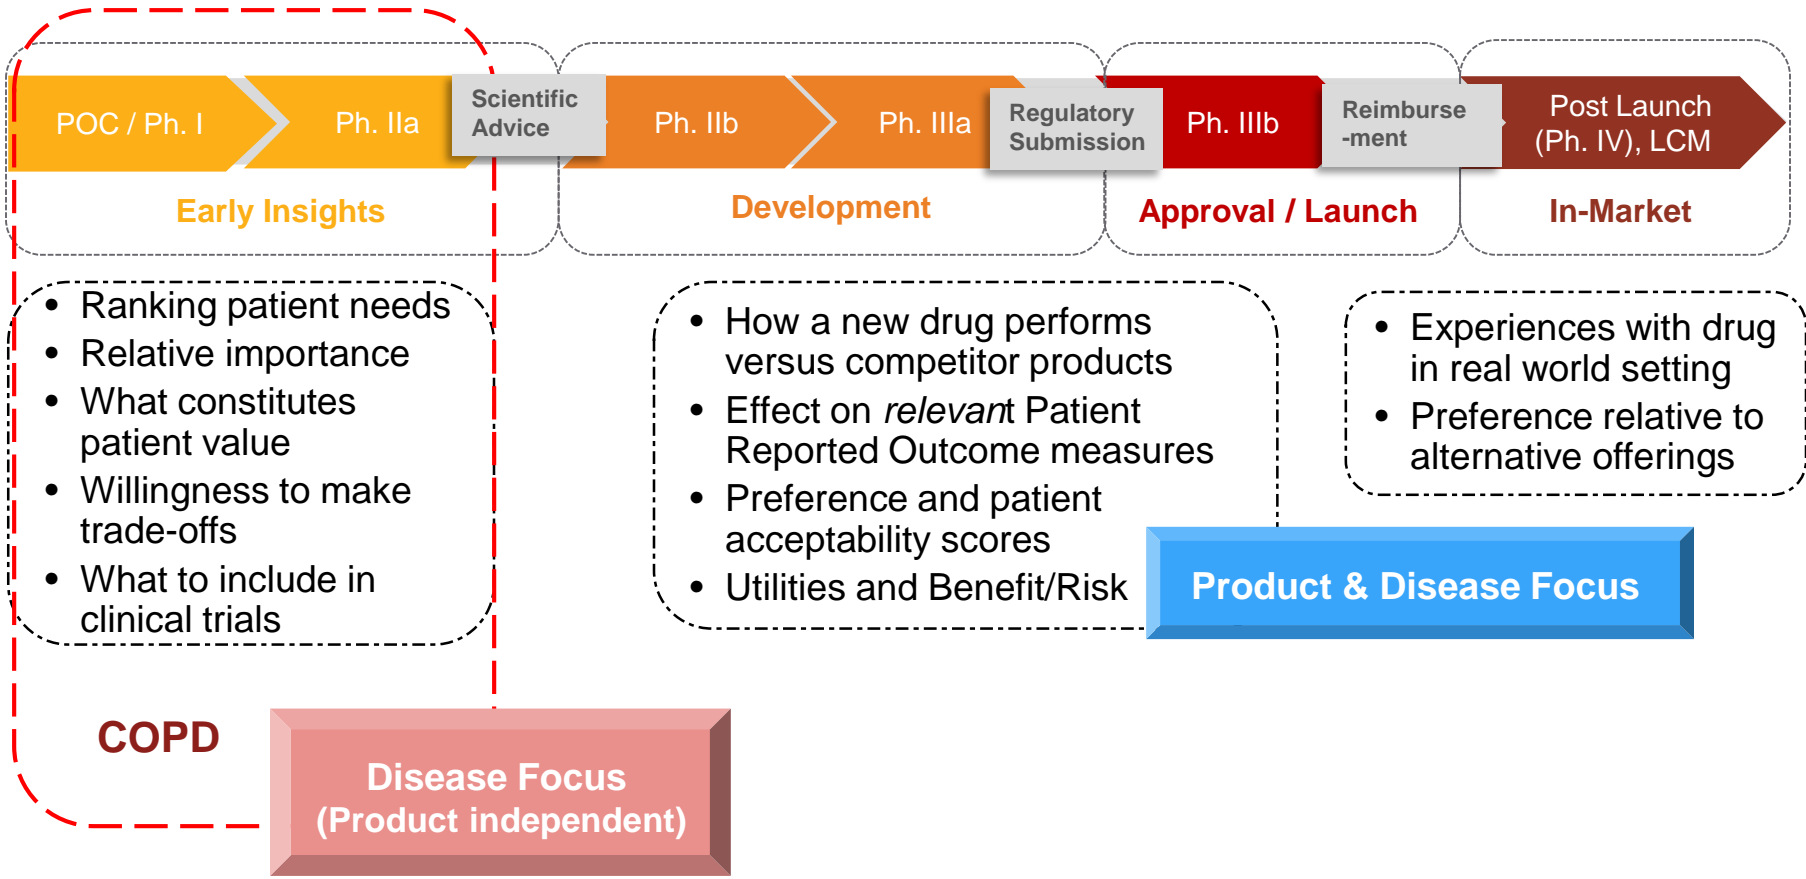 POC / Ph. I
Ph. IIa
Scientific
Advice
Ph. IIb
Ph. IIIa
Regulatory
Submission
Ph. IIIb
Reimburse
-ment
Post Launch
(Ph. IV), LCM
Early Insights
Development
Approval / Launch
In-Market
• Ranking patient needs
• Relative importance
• What constitutes
patient value
• Willingness to make
trade-offs
• What to include in
clinical trials
• How a new drug performs
versus competitor products
• Effect on relevant Patient
Reported Outcome measures
• Preference and patient
acceptability scores
• Utilities and Benefit/Risk
• Experiences with drug
in real world setting
• Preference relative to
alternative offerings
Product & Disease Focus
COPD
Disease Focus
(Product independent)